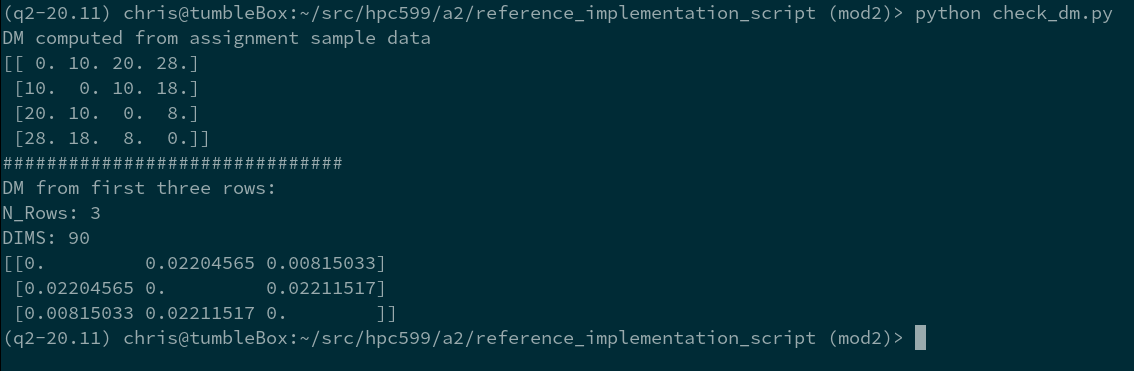 (q2-20.11) chris@tumbleBox:~/src/hpc599/a2/reference_implementation_script (mod2)> python check_dm.py
DM computed from assignment sample data
[[ 0. 10. 20. 28.]
 [10.  0. 10. 18.]
 [20. 10.  0.  8.]
 [28. 18.  8.  0.]]
###############################
DM from first three rows:
N_Rows: 3
DIMS: 90
[[0.         0.02204565 0.00815033]
 [0.02204565 0.         0.02211517]
 [0.00815033 0.02211517 0.        ]]
(q2-20.11) chris@tumbleBox:~/src/hpc599/a2/reference_implementation_script (mod2)>